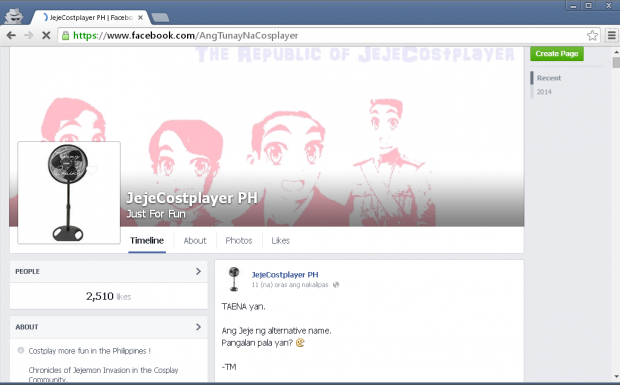 JejeCostplayer PH | Facebo
https://www.facebook.com/AngTunayNaCosplayer
The Republic of JejeCostplayer
Create Page
Recent
2014
JejeCostplayer PH
Just For Fun
Timeline About Photos Likes
PEOPLE
2,510 likes
ABOUT
Costplay more fun in the Philippines !
Chronicles of Jejemon Invasion in the Cosplay
Community.
JejeCostplayer PH
11 (na) oras ang nakalipas
TAENA yan.
Ang Jeje ng alternative name.
Pangalan pala yan?
-TM